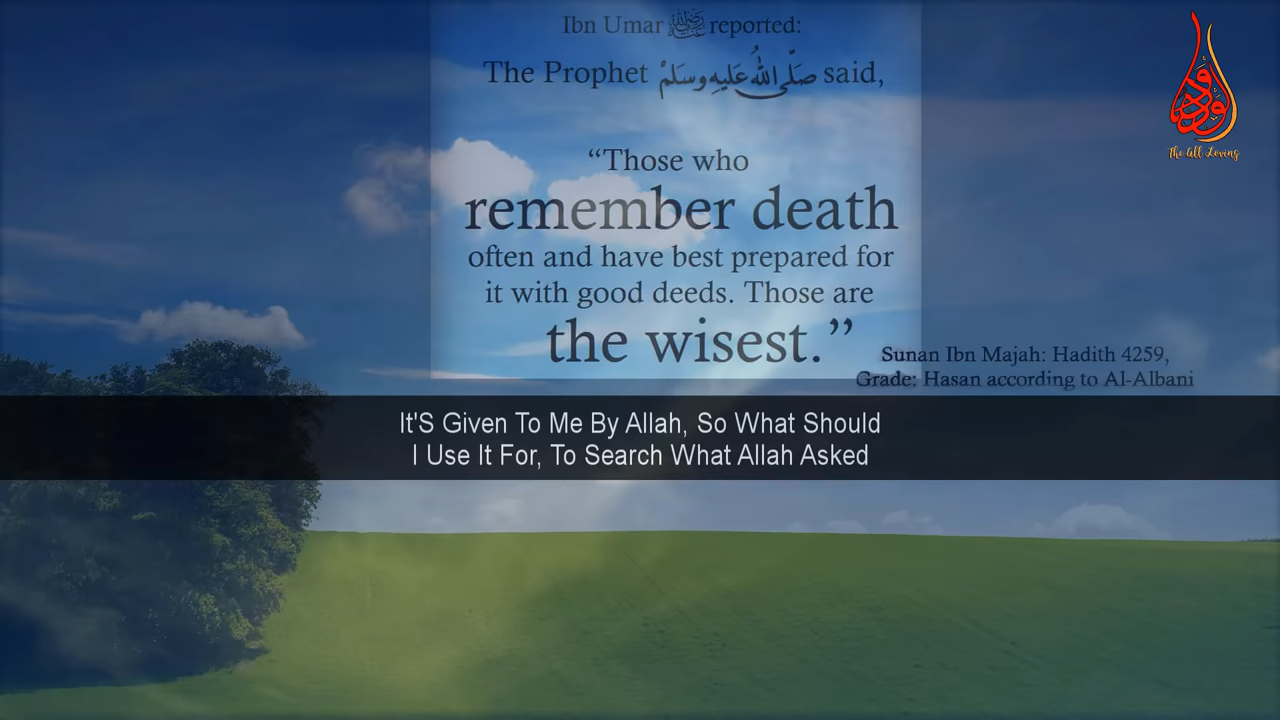 Ibn Umar رضي الله عنه reported:
The Prophet صَلَّى اللهُ عَلَيْهِ وَسَلَّمْ said,
“Those who
remember death
often and have best prepared for
it with good deeds. Those are
the wisest.”
Sunan Ibn Majah: Hadith 4259,
Grade: Hasan according to Al-Albani
The All Loving
It'S Given To Me By Allah, So What Should
I Use It For, To Search What Allah Asked